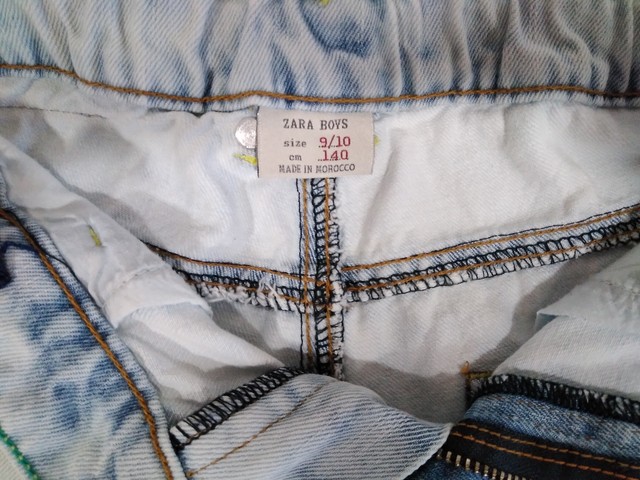 ZARA BOYS
size 9/10
cm 140
MADE IN MOROCCO